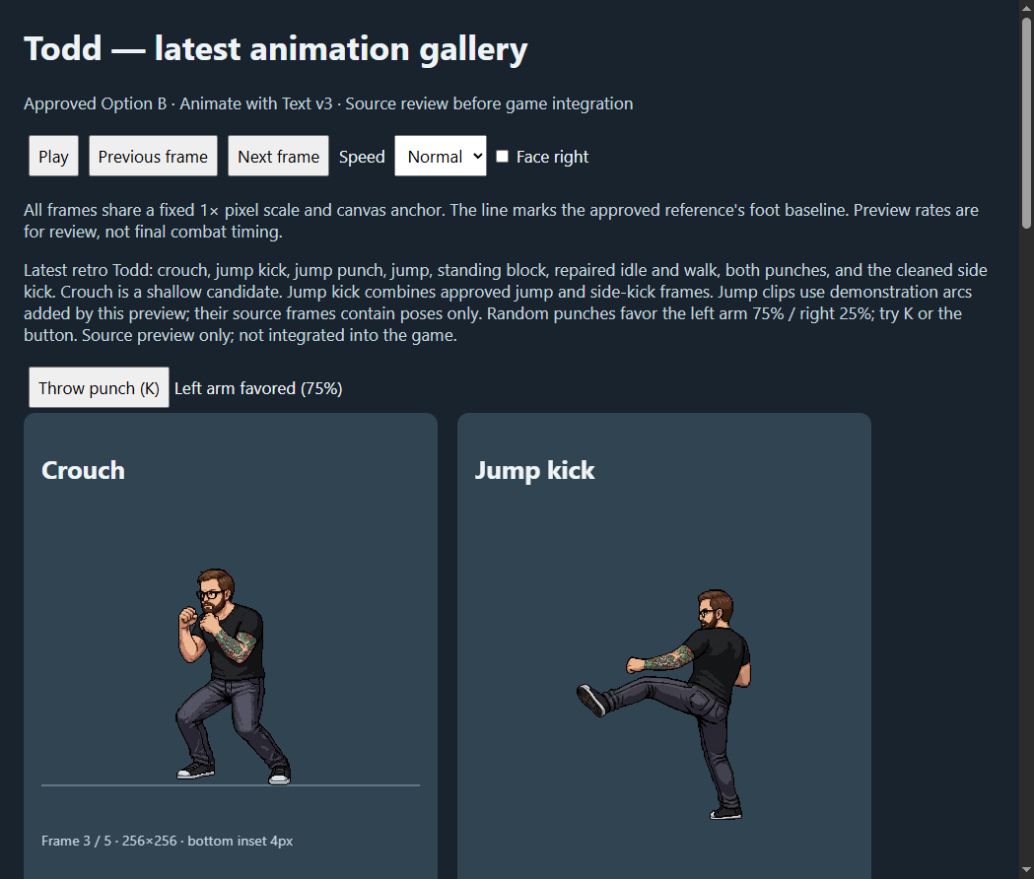 Todd — latest animation gallery
Approved Option B · Animate with Text v3 · Source review before game integration
Play Previous frame Next frame Speed Normal Face right
All frames share a fixed 1× pixel scale and canvas anchor. The line marks the approved reference's foot baseline. Preview rates are
for review, not final combat timing.
Latest retro Todd: crouch, jump kick, jump punch, jump, standing block, repaired idle and walk, both punches, and the cleaned side
kick. Crouch is a shallow candidate. Jump kick combines approved jump and side-kick frames. Jump clips use demonstration arcs
added by this preview; their source frames contain poses only. Random punches favor the left arm 75% / right 25%; try K or the
button. Source preview only; not integrated into the game.
Throw punch (K) Left arm favored (75%)
Crouch
Jump kick
Frame 3 / 5 · 256×256 · bottom inset 4px